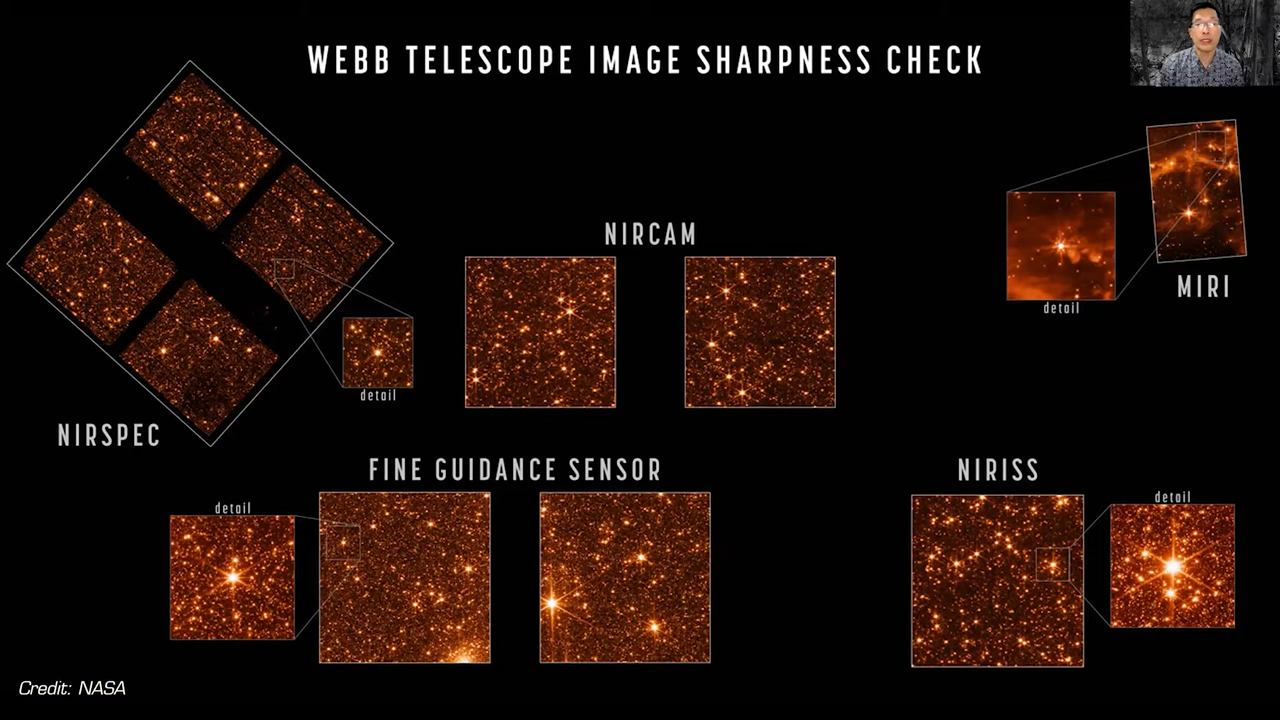 WEBB TELESCOPE IMAGE SHARPNESS CHECK
NIRCAM
MIRI
detail
detail
NIRSPEC
FINE GUIDANCE SENSOR
NIRISS
detail
detail
Credit: NASA